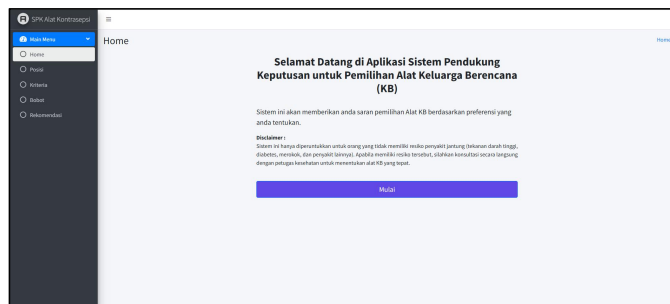 SPK Alat Kontrasepsi
Main Menu
Home
Posisi
Kriteria
Bobot
Rekomendasi
Home
Home
Selamat Datang di Aplikasi Sistem Pendukung
Keputusan untuk Pemilihan Alat Keluarga Berencana
(KB)
Sistem ini akan memberikan anda saran pemilihan Alat KB berdasarkan preferensi yang
anda tentukan.
Disclaimer :
Sistem ini hanya diperuntukkan untuk orang yang tidak memiliki resiko penyakit jantung (tekanan darah tinggi,
diabetes, merokok, dan penyakit lainnya). Apabila memiliki resiko tersebut, silahkan konsultasi secara langsung
dengan petugas kesehatan untuk menentukan alat KB yang tepat.
Mulai